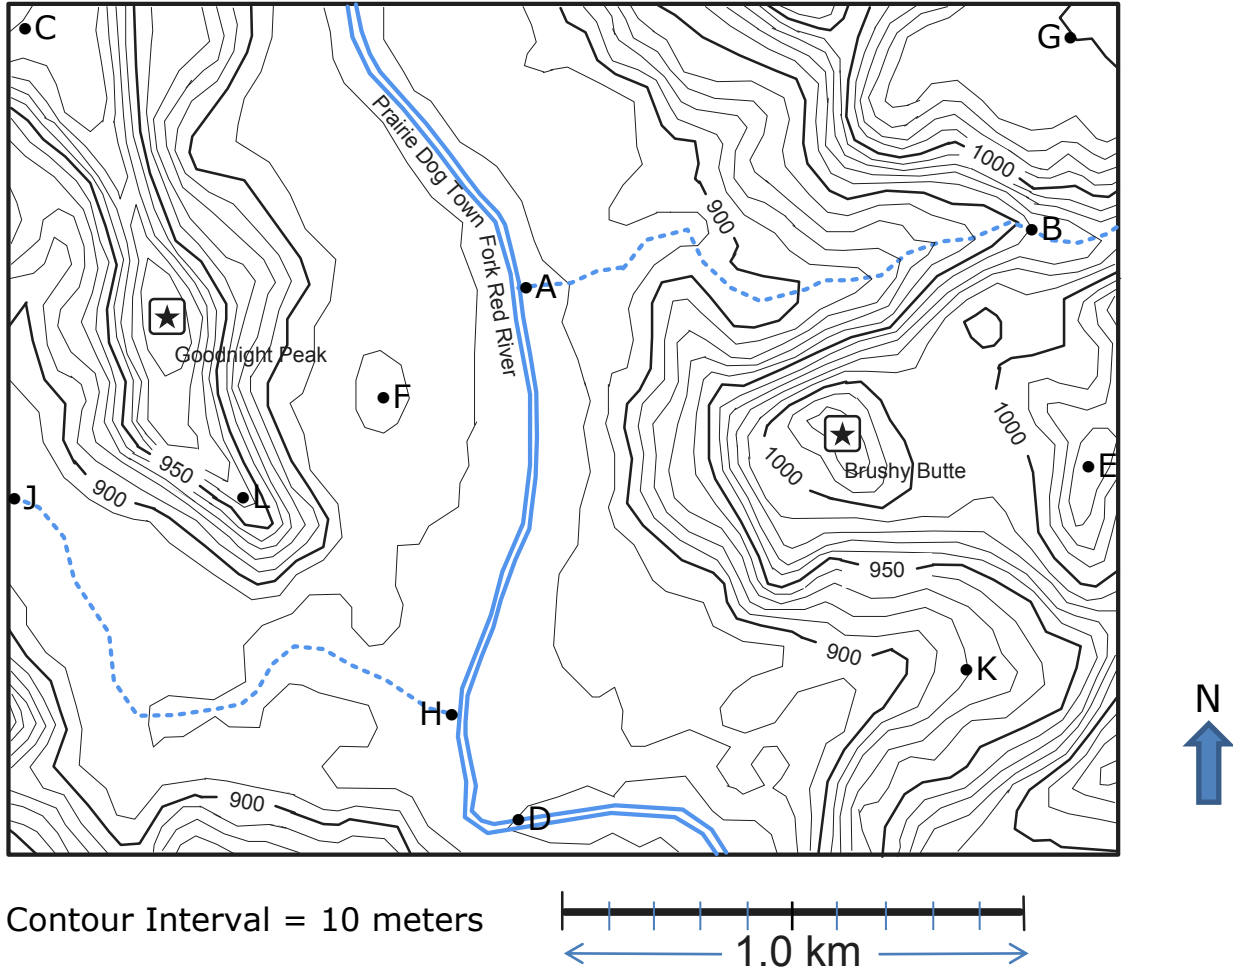 C
G
Prairie Dog Town Fork Red River
1000
900
B
A
Goodnight Peak
F
1000
E
950
900
L
J
1000
Brushy Butte
950
900
K
H
N
900
D
Contour Interval = 10 meters
1.0 km